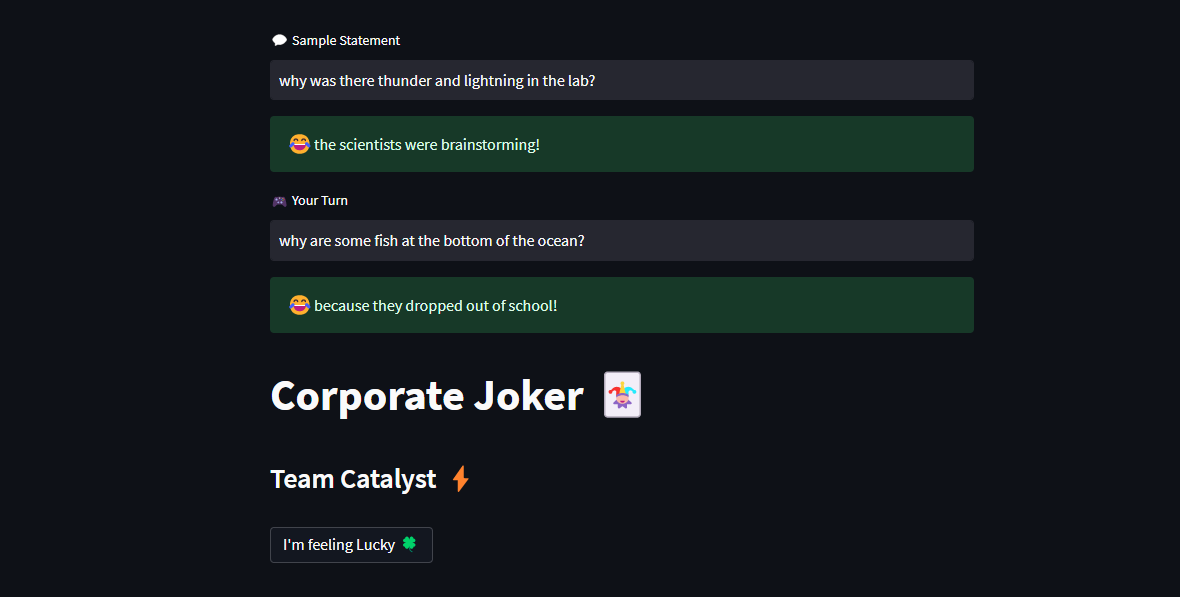 💬 Sample Statement
why was there thunder and lightning in the lab?
😂 the scientists were brainstorming!
🎮 Your Turn
why are some fish at the bottom of the ocean?
😂 because they dropped out of school!
Corporate Joker 🃏
Team Catalyst ⚡
I'm feeling Lucky 🍀